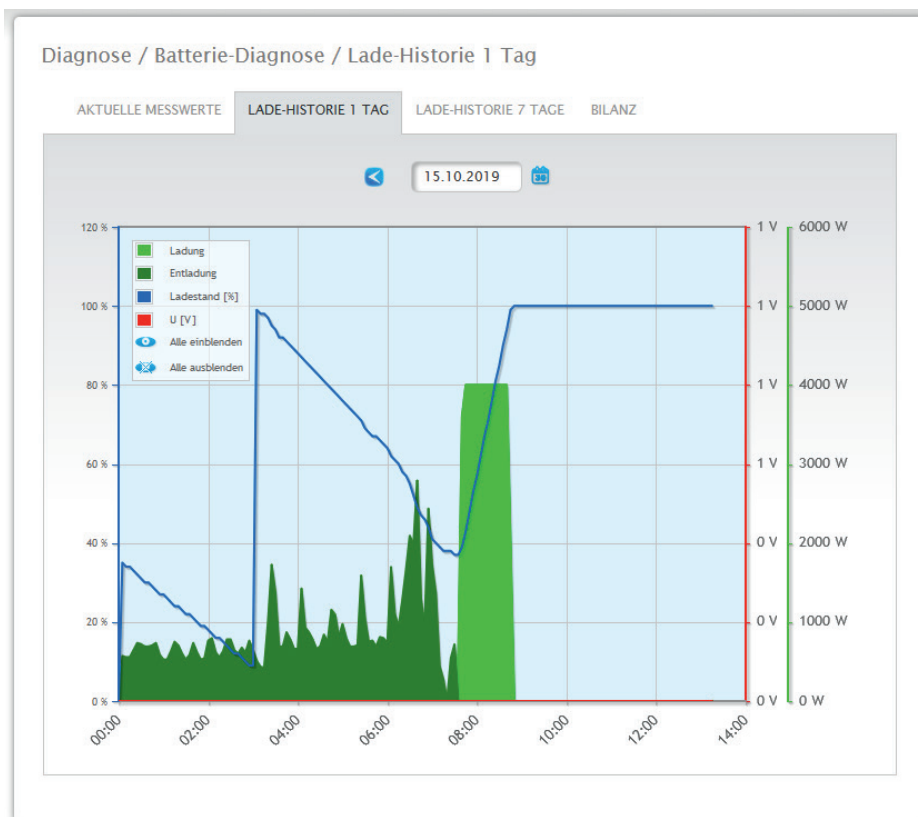 Diagnose / Batterie-Diagnose / Lade-Historie 1 Tag
AKTUELLE MESSWERTE LADE-HISTORIE 1 TAG LADE-HISTORIE 7 TAGE BILANZ
15.10.2019
30
120 % 1 V 6000 W
Ladung
Entladung
Ladestand [%]
100 % 1 V 5000 W
U [V]
Alle einblenden
Alle ausblenden
80 % 1 V 4000 W
60 % 1 V 3000 W
40 % 0 V 2000 W
20 % 0 V 1000 W
0 % 0 V 0 W
00:00 02:00 04:00 06:00 08:00 10:00 12:00 14:00